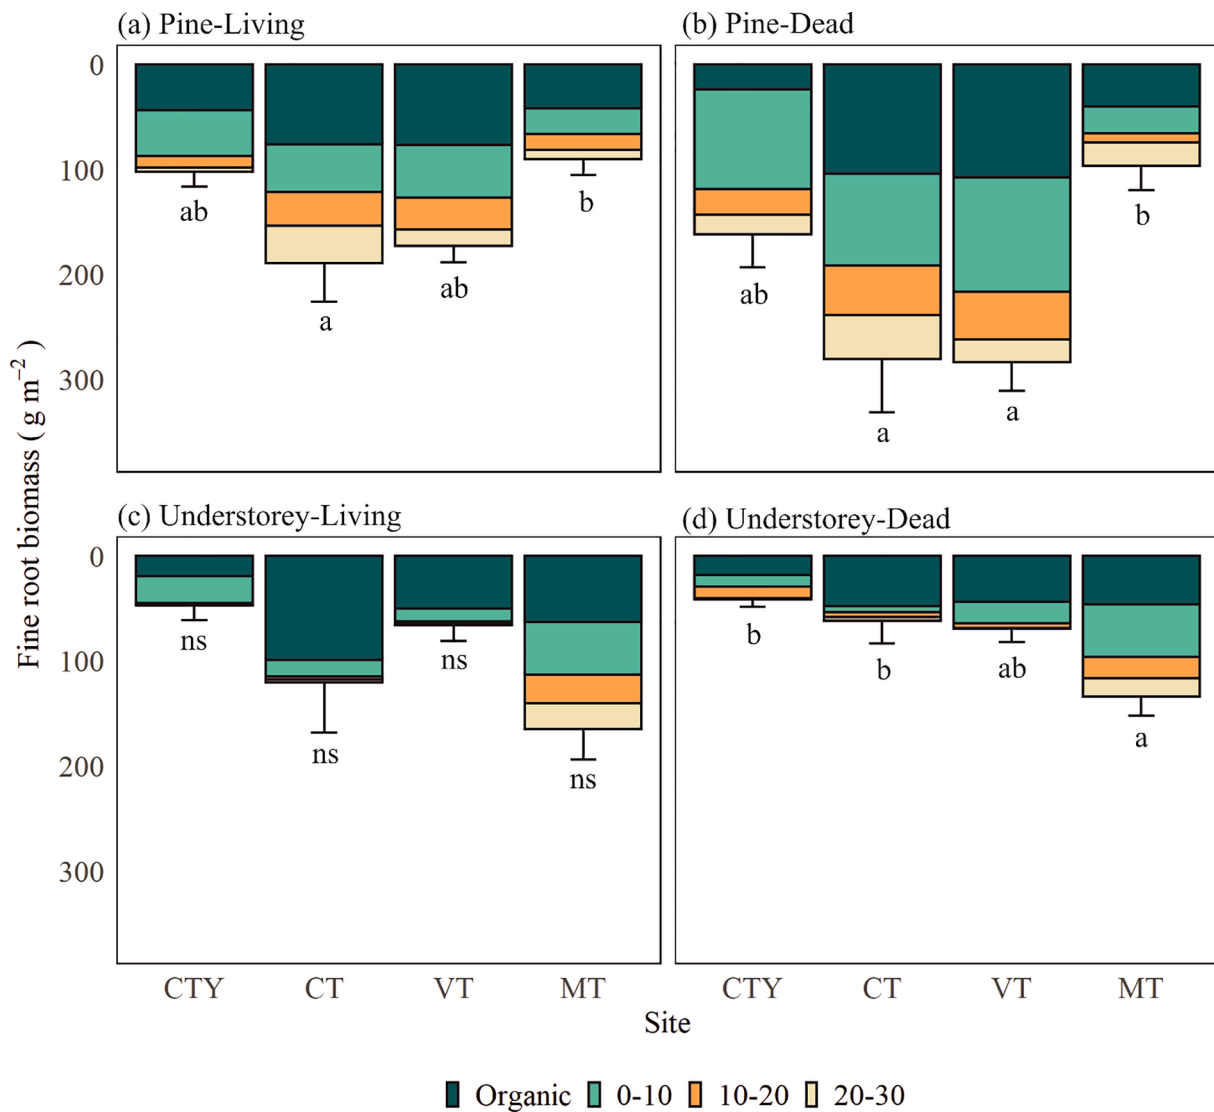 (a) Pine-Living
(b) Pine-Dead
0
100
200
300
ab
a
ab
b
ab
a
a
b
Fine root biomass ( g m⁻²)
(c) Understorey-Living
(d) Understorey-Dead
0
100
200
300
ns
ns
ns
ns
b
b
ab
a
CTY CT VT MT
CTY CT VT MT
Site
Organic 0-10 10-20 20-30